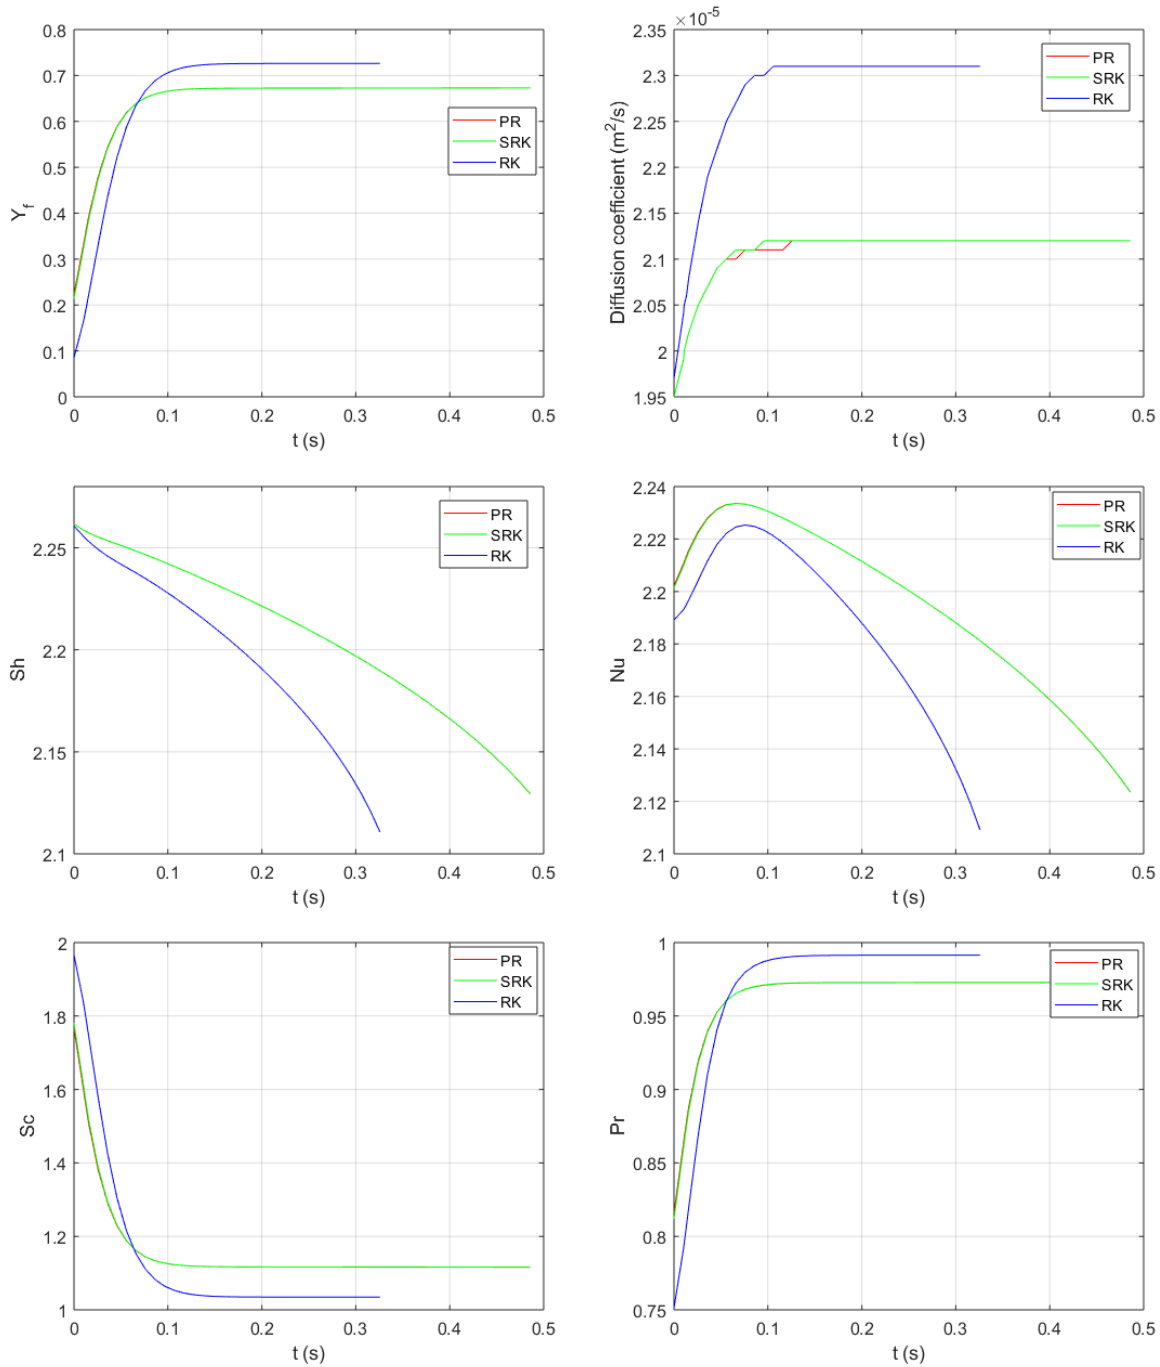 0.8
0.7
0.6
0.5
0.4
0.3
0.2
0.1
0
Y_f
0 0.1 0.2 0.3 0.4 0.5
t (s)
PR
SRK
RK
×10^-5
2.35
2.3
2.25
2.2
2.15
2.1
2.05
2
1.95
Diffusion coefficient (m^2/s)
0 0.1 0.2 0.3 0.4 0.5
t (s)
PR
SRK
RK
2.25
2.2
2.15
2.1
Sh
0 0.1 0.2 0.3 0.4 0.5
t (s)
PR
SRK
RK
2.24
2.22
2.2
2.18
2.16
2.14
2.12
2.1
Nu
0 0.1 0.2 0.3 0.4 0.5
t (s)
PR
SRK
RK
2
1.8
1.6
1.4
1.2
1
Sc
0 0.1 0.2 0.3 0.4 0.5
t (s)
PR
SRK
RK
1
0.95
0.9
0.85
0.8
0.75
Pr
0 0.1 0.2 0.3 0.4 0.5
t (s)
PR
SRK
RK